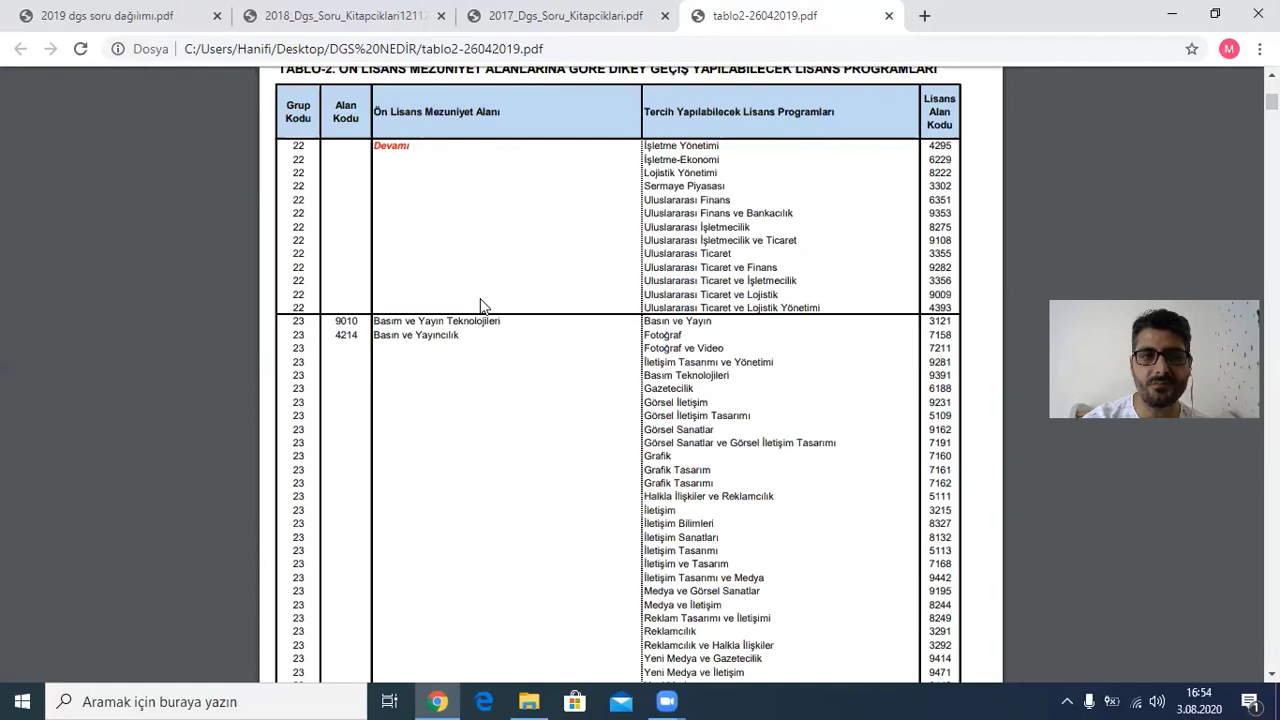 2019 dgs soru dağılımı.pdf
2018_Dgs_Soru_Kitapciklari12112
2017_Dgs_Soru_Kitapciklari.pdf
tablo2-26042019.pdf
Dosya C:/Users/Hanifi/Desktop/DGS%20NEDİR/tablo2-26042019.pdf
M
TABLO-2. ÖN LİSANS MEZUNİYET ALANLARINA GÖRE DİKEY GEÇİŞ YAPILABİLECEK LİSANS PROGRAMLARI
Grup Kodu Alan Kodu Ön Lisans Mezuniyet Alanı Tercih Yapılabilecek Lisans Programları Lisans Alan Kodu
22 Devamı İşletme Yönetimi 4295
22 İşletme-Ekonomi 6229
22 Lojistik Yönetimi 8222
22 Sermaye Piyasası 3302
22 Uluslararası Finans 6351
22 Uluslararası Finans ve Bankacılık 9353
22 Uluslararası İşletmecilik 8275
22 Uluslararası İşletmecilik ve Ticaret 9108
22 Uluslararası Ticaret 3355
22 Uluslararası Ticaret ve Finans 9282
22 Uluslararası Ticaret ve İşletmecilik 3356
22 Uluslararası Ticaret ve Lojistik 9009
22 Uluslararası Ticaret ve Lojistik Yönetimi 4393
23 9010 Basım ve Yayın Teknolojileri Basın ve Yayın 3121
23 4214 Basın ve Yayıncılık Fotoğraf 7158
23 Fotoğraf ve Video 7211
23 İletişim Tasarımı ve Yönetimi 9281
23 Basım Teknolojileri 9391
23 Gazetecilik 6188
23 Görsel İletişim 9231
23 Görsel İletişim Tasarımı 5109
23 Görsel Sanatlar 9162
23 Görsel Sanatlar ve Görsel İletişim Tasarımı 7191
23 Grafik 7160
23 Grafik Tasarım 7161
23 Grafik Tasarımı 7162
23 Halkla İlişkiler ve Reklamcılık 5111
23 İletişim 3215
23 İletişim Bilimleri 8327
23 İletişim Sanatları 8132
23 İletişim Tasarımı 5113
23 İletişim ve Tasarım 7168
23 İletişim Tasarımı ve Medya 9442
23 Medya ve Görsel Sanatlar 9195
23 Medya ve İletişim 8244
23 Reklam Tasarımı ve İletişimi 8249
23 Reklamcılık 3291
23 Reklamcılık ve Halkla İlişkiler 3292
23 Yeni Medya ve Gazetecilik 9414
23 Yeni Medya ve İletişim 9471
Aramak için buraya yazın
16:54
3.08.2020